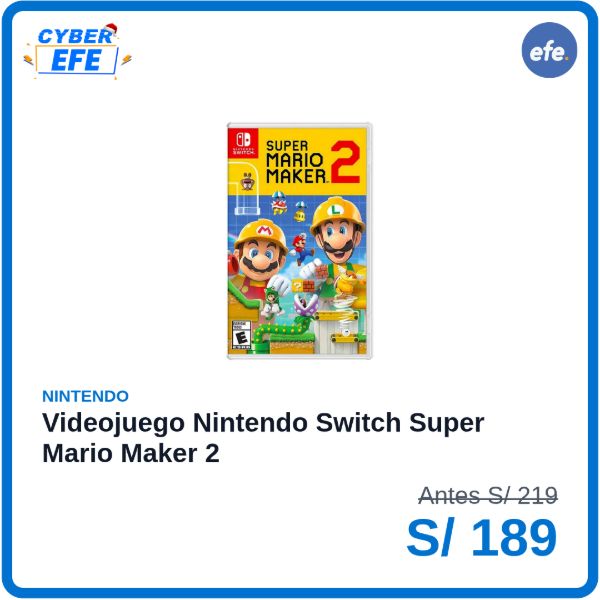 CYBER
EFE
efe.
NINTENDO
SWITCH
SUPER
MARIO
MAKER 2
M
L
E
NINTENDO
Videojuego Nintendo Switch Super
Mario Maker 2
Antes S/ 219
S/ 189